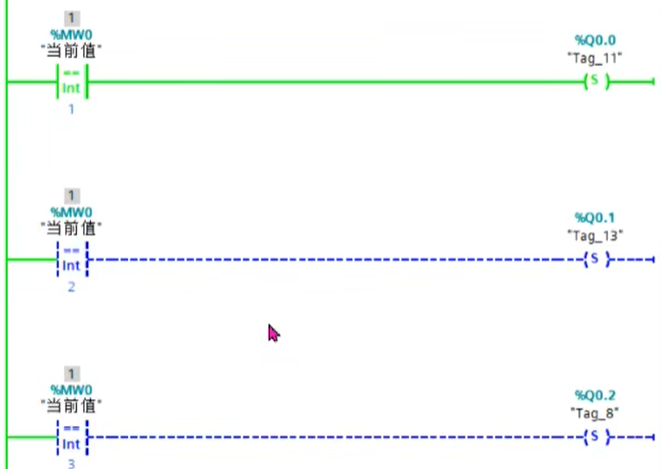 1
%MW0
"当前值"
%Q0.0
"Tag_11"
==
Int
S
1
1
%MW0
"当前值"
%Q0.1
"Tag_13"
==
Int
S
2
1
%MW0
"当前值"
%Q0.2
"Tag_8"
==
Int
S
3